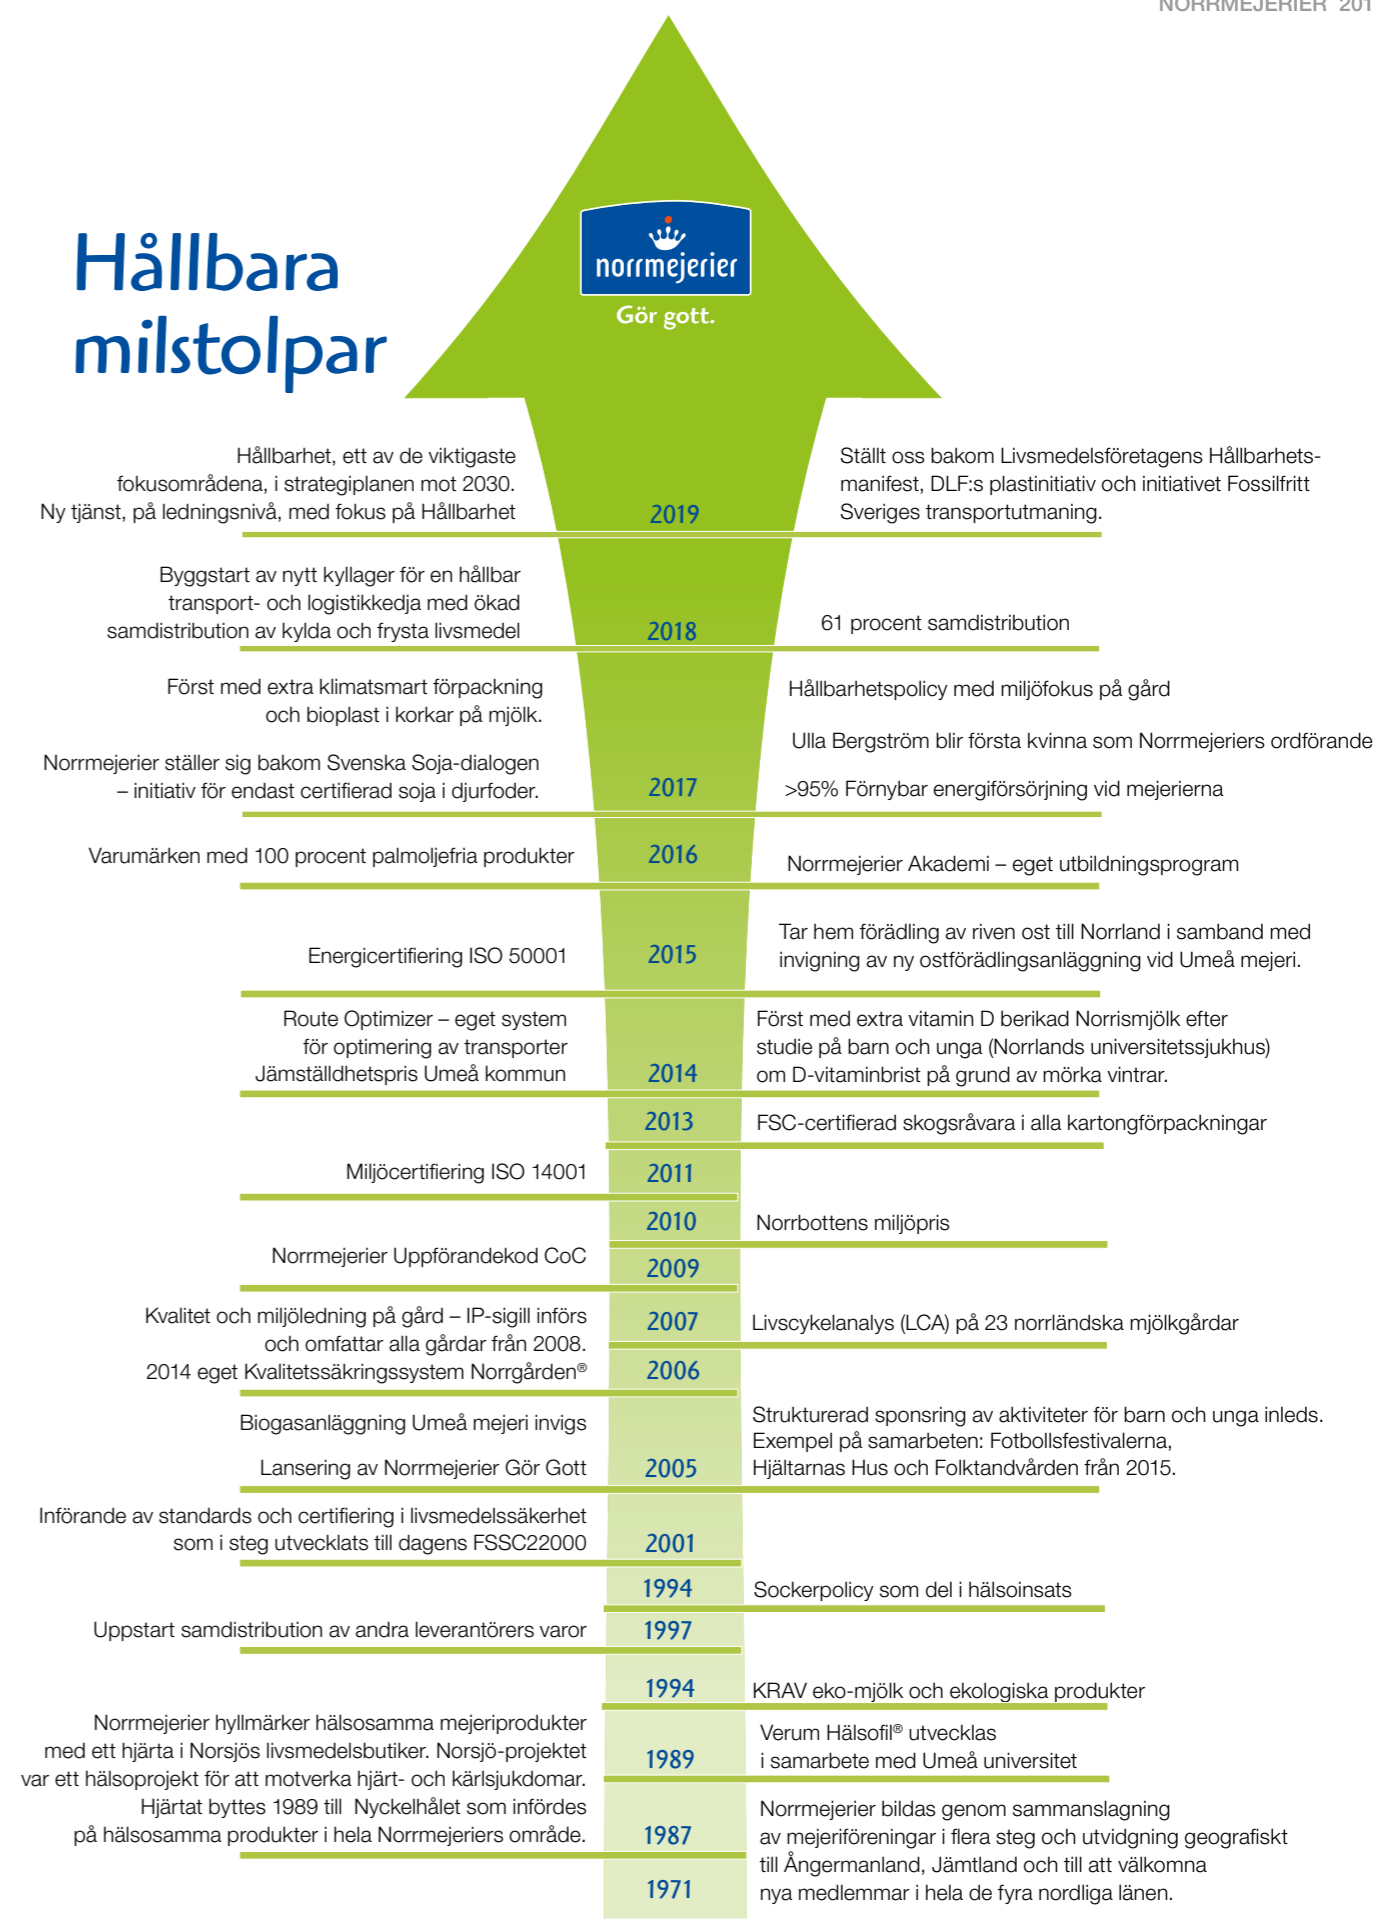 NORRMEJERIER 201
norrmejerier
Gör gott.
Hållbara
milstolpar
Hållbarhet, ett av de viktigaste
fokusområdena, i strategiplanen mot 2030.
Ny tjänst, på ledningsnivå, med fokus på Hållbarhet
2019
Ställt oss bakom Livsmedelsföretagens Hållbarhets-
manifest, DLF:s plastinitiativ och initiativet Fossilfritt
Sveriges transportutmaning.
Byggstart av nytt kyllager för en hållbar
transport- och logistikkedja med ökad
samdistribution av kylda och frysta livsmedel
2018
61 procent samdistribution
Först med extra klimatsmart förpackning
och bioplast i korkar på mjölk.
Norrmejerier ställer sig bakom Svenska Soja-dialogen
– initiativ för endast certifierad soja i djurfoder.
2017
Hållbarhetspolicy med miljöfokus på gård
Ulla Bergström blir första kvinna som Norrmejeriers ordförande
>95% Förnybar energiförsörjning vid mejerierna
Varumärken med 100 procent palmoljefria produkter
2016
Norrmejerier Akademi – eget utbildningsprogram
Energicertifiering ISO 50001
2015
Tar hem förädling av riven ost till Norrland i samband med
invigning av ny ostförädlingsanläggning vid Umeå mejeri.
Route Optimizer – eget system
för optimering av transporter
Jämställdhetspris Umeå kommun
2014
Först med extra vitamin D berikad Norrismjölk efter
studie på barn och unga (Norrlands universitetssjukhus)
om D-vitaminbrist på grund av mörka vintrar.
2013
FSC-certifierad skogsråvara i alla kartongförpackningar
Miljöcertifiering ISO 14001
2011
2010
Norrbottens miljöpris
Norrmejerier Uppförandekod CoC
2009
2007
Livscykelanalys (LCA) på 23 norrländska mjölkgårdar
Kvalitet och miljöledning på gård – IP-sigill införs
och omfattar alla gårdar från 2008.
2014 eget Kvalitetssäkringssystem Norrgården®
2006
Biogasanläggning Umeå mejeri invigs
Lansering av Norrmejerier Gör Gott
2005
Strukturerad sponsring av aktiviteter för barn och unga inleds.
Exempel på samarbeten: Fotbollsfestivalerna,
Hjältarnas Hus och Folktandvården från 2015.
Införande av standards och certifiering i livsmedelssäkerhet
som i steg utvecklats till dagens FSSC22000
2001
1994
Sockerpolicy som del i hälsoinsats
Uppstart samdistribution av andra leverantörers varor
1997
1994
KRAV eko-mjölk och ekologiska produkter
Norrmejerier hyllmärker hälsosamma mejeriprodukter
med ett hjärta i Norsjös livsmedelsbutiker. Norsjö-projektet
var ett hälsoprojekt för att motverka hjärt- och kärlsjukdomar.
Hjärtat byttes 1989 till Nyckelhålet som infördes
på hälsosamma produkter i hela Norrmejeriers område.
1989
Verum Hälsofil® utvecklas
i samarbete med Umeå universitet
1987
1971
Norrmejerier bildas genom sammanslagning
av mejeriföreningar i flera steg och utvidgning geografiskt
till Ångermanland, Jämtland och till att välkomna
nya medlemmar i hela de fyra nordliga länen.